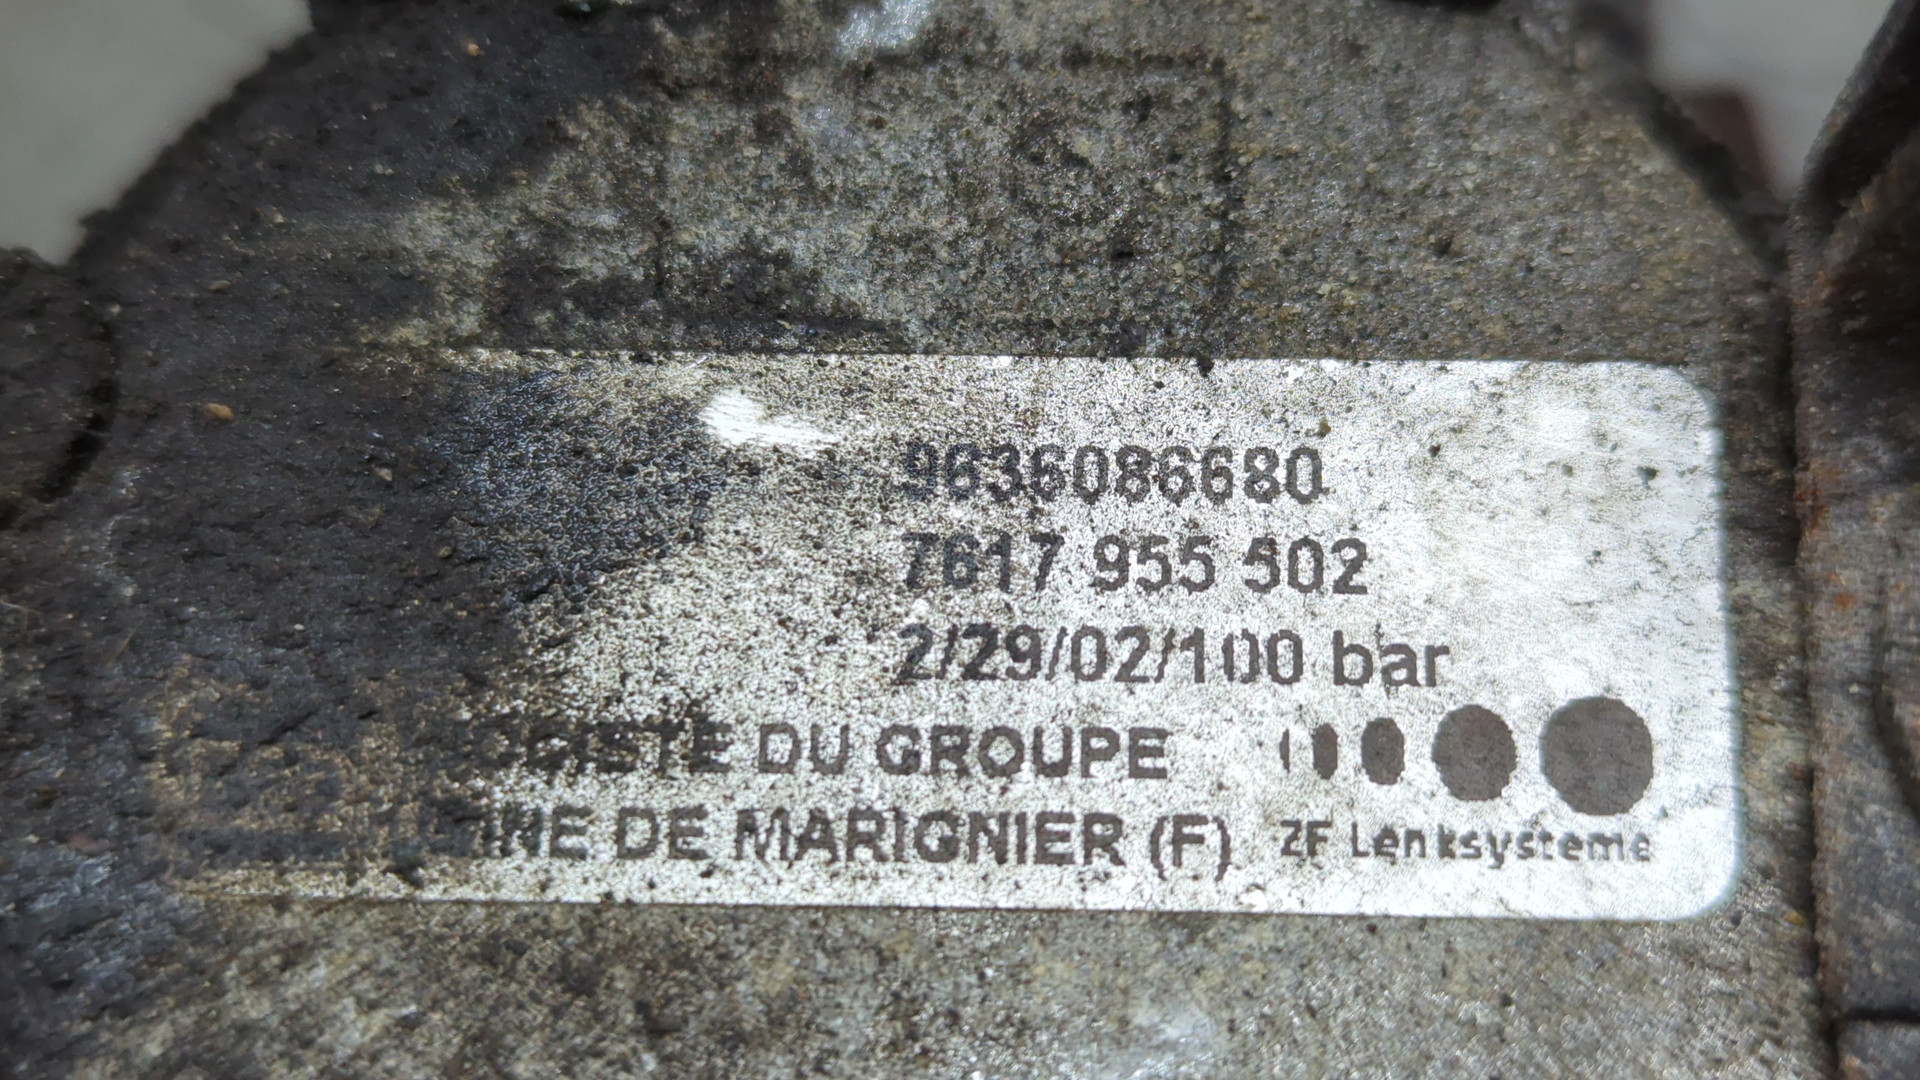 9636086680
7617 955 502
2/29/02/100 bar
DU GROUPE
DE MARIGNIER (F)
ZF Lenksysteme